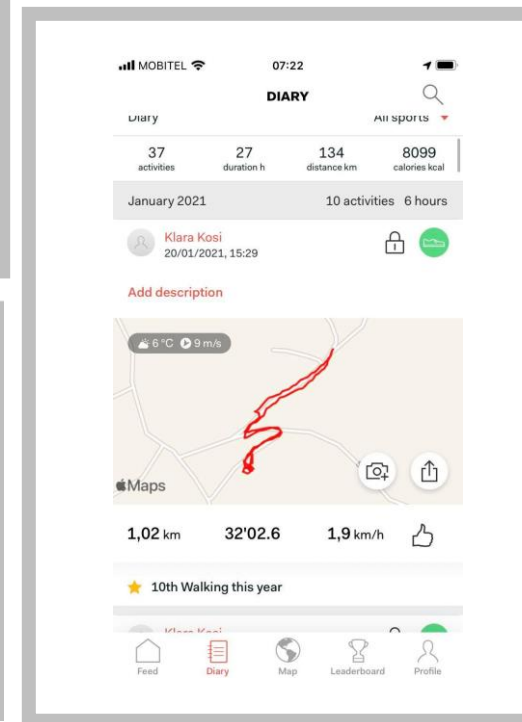 MOBITEL 07:22
DIARY
Diary All sports
37 27 134 8099
activities duration h distance km calories kcal
January 2021 10 activities 6 hours
Klara Kosi
20/01/2021, 15:29
Add description
6 °C 9 m/s
Maps
1,02 km 32'02.6 1,9 km/h
10th Walking this year
Klara Kosi
Feed Diary Map Leaderboard Profile